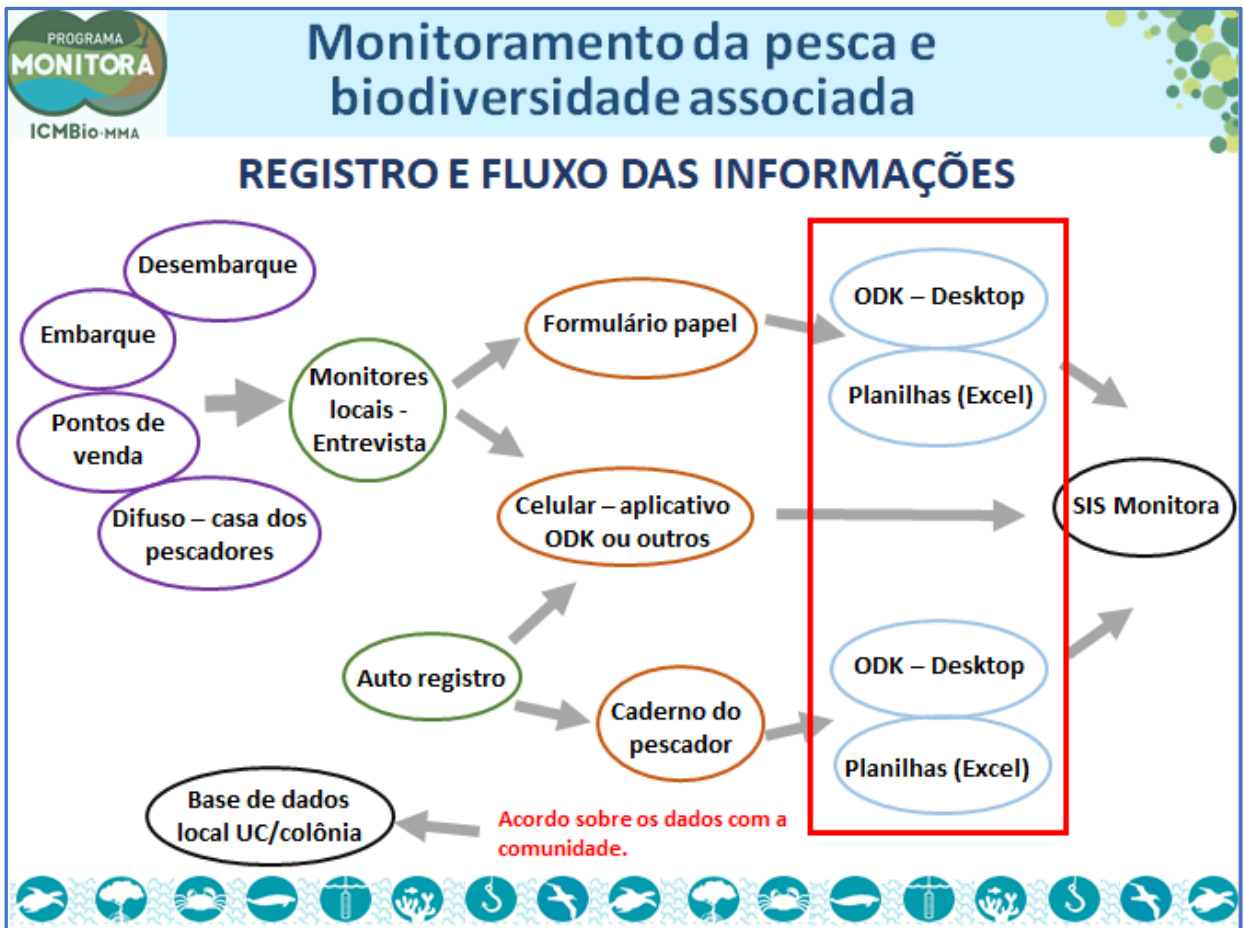 PROGRAMA
MONITORA
ICMBio-MMA
Monitoramento da pesca e
biodiversidade associada
REGISTRO E FLUXO DAS INFORMAÇÕES
Desembarque
Embarque
Pontos de
venda
Difuso – casa dos
pescadores
Monitores
locais -
Entrevista
Auto registro
Formulário papel
Celular – aplicativo
ODK ou outros
Caderno do
pescador
ODK – Desktop
Planilhas (Excel)
ODK – Desktop
Planilhas (Excel)
SIS Monitora
Base de dados
local UC/colônia
Acordo sobre os dados com a
comunidade.